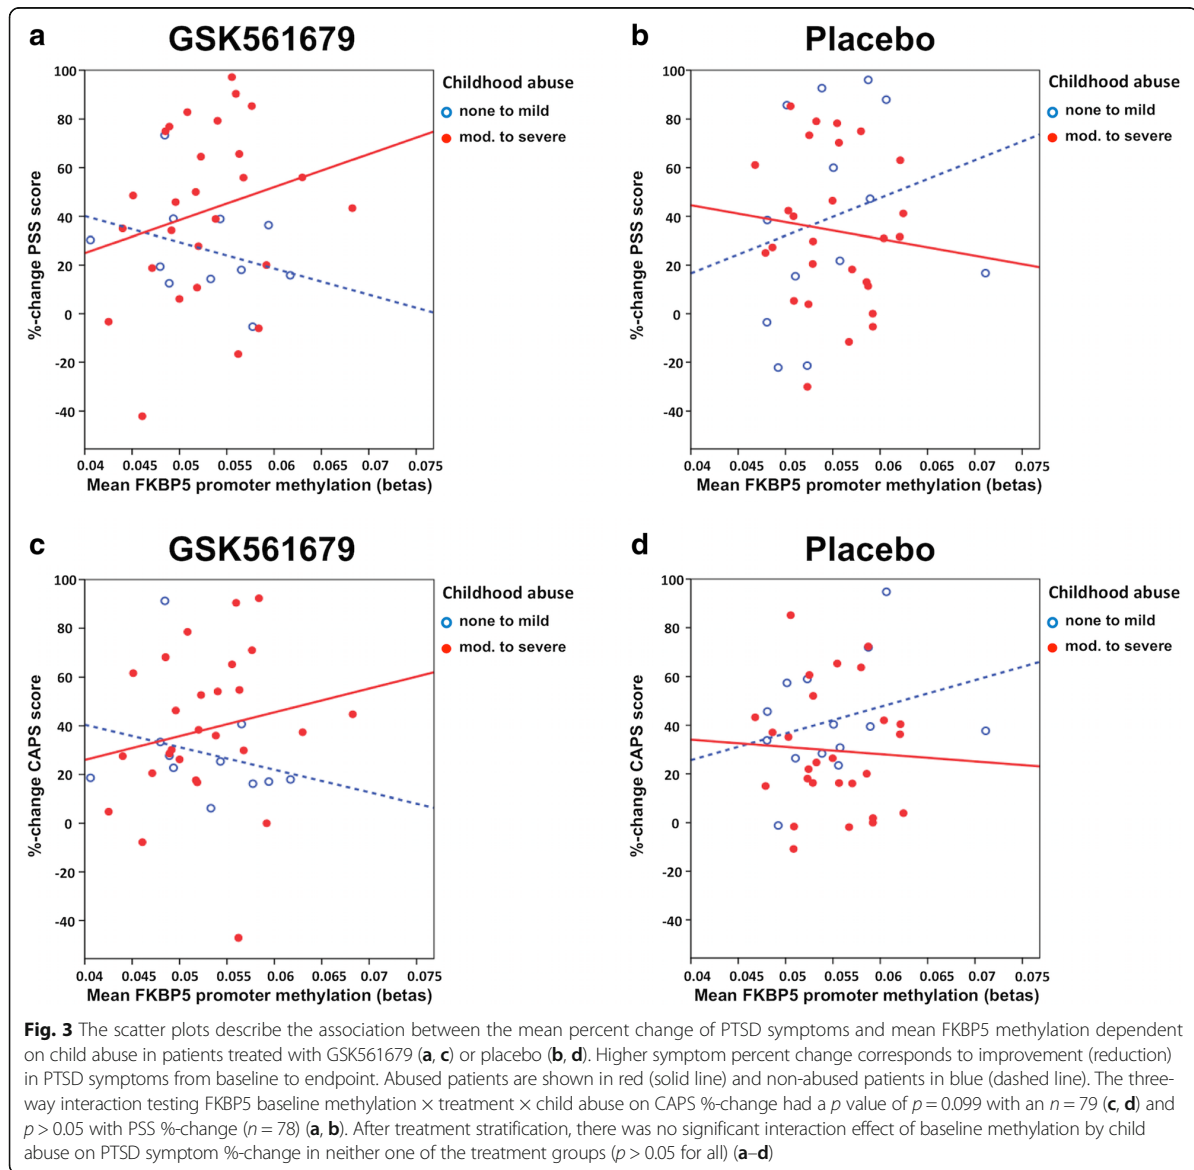 a GSK561679
100
80
60
40
20
0
-20
-40
%-change PSS score
0.04 0.045 0.05 0.055 0.06 0.07 0.07 0.075
Mean FKBP5 promoter methylation (betas)
Childhood abuse
none to mild
mod. to severe
b Placebo
100
80
60
40
20
0
-20
-40
%-change PSS score
0.04 0.045 0.05 0.055 0.06 0.065 0.07 0.075
Mean FKBP5 promoter methylation (betas)
Childhood abuse
none to mild
mod. to severe
c GSK561679
100
80
60
40
20
0
-20
-40
%-change CAPS score
0.04 0.045 0.05 0.055 0.06 0.07 0.07 0.075
Mean FKBP5 promoter methylation (betas)
Childhood abuse
none to mild
mod. to severe
d Placebo
100
80
60
40
20
0
-20
-40
%-change CAPS score
0.04 0.045 0.05 0.055 0.06 0.065 0.07 0.075
Mean FKBP5 promoter methylation (betas)
Childhood abuse
none to mild
mod. to severe
Fig. 3 The scatter plots describe the association between the mean percent change of PTSD symptoms and mean FKBP5 methylation dependent
on child abuse in patients treated with GSK561679 (a, c) or placebo (b, d). Higher symptom percent change corresponds to improvement (reduction)
in PTSD symptoms from baseline to endpoint. Abused patients are shown in red (solid line) and non-abused patients in blue (dashed line). The three-
way interaction testing FKBP5 baseline methylation × treatment × child abuse on CAPS %-change had a p value of p = 0.099 with an n = 79 (c, d) and
p > 0.05 with PSS %-change (n = 78) (a, b). After treatment stratification, there was no significant interaction effect of baseline methylation by child
abuse on PTSD symptom %-change in neither one of the treatment groups (p > 0.05 for all) (a–d)